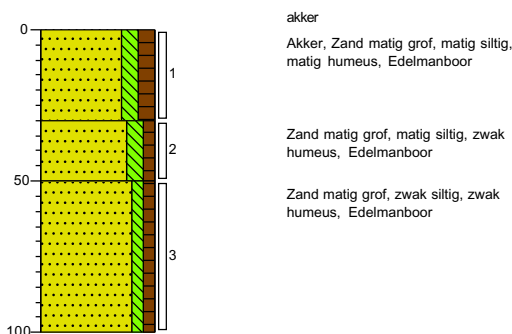 akker
0
Akker, Zand matig grof, matig siltig,
matig humeus, Edelmanboor
1
Zand matig grof, matig siltig, zwak
humeus, Edelmanboor
2
50
Zand matig grof, zwak siltig, zwak
humeus, Edelmanboor
3
100